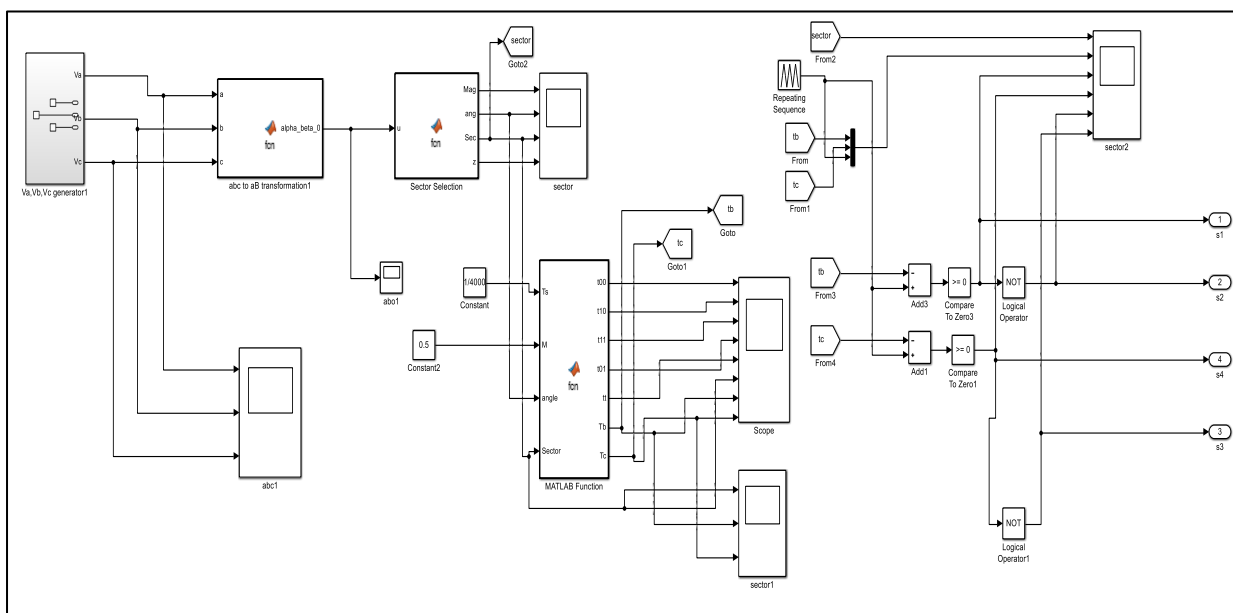 Va
Vb
Vc
Va,Vb,Vc generator1
a
b
c
fcn
alpha_beta_0
abc to aB transformation1
u
fcn
Mag
ang
Sec
z
Sector Selection
sector
Goto2
sector
abo1
abc1
1/4000
Constant
0.5
Constant2
Ts
M
angle
Sector
fcn
t00
t10
t11
t01
tt
Tb
Tc
MATLAB Function
tb
Goto
tc
Goto1
Scope
sector1
sector
From2
Repeating
Sequence
tb
From
tc
From1
sector2
tb
From3
Add3
>= 0
Compare
To Zero3
NOT
Logical
Operator
tc
From4
Add1
>= 0
Compare
To Zero1
NOT
Logical
Operator1
1
s1
2
s2
4
s4
3
s3